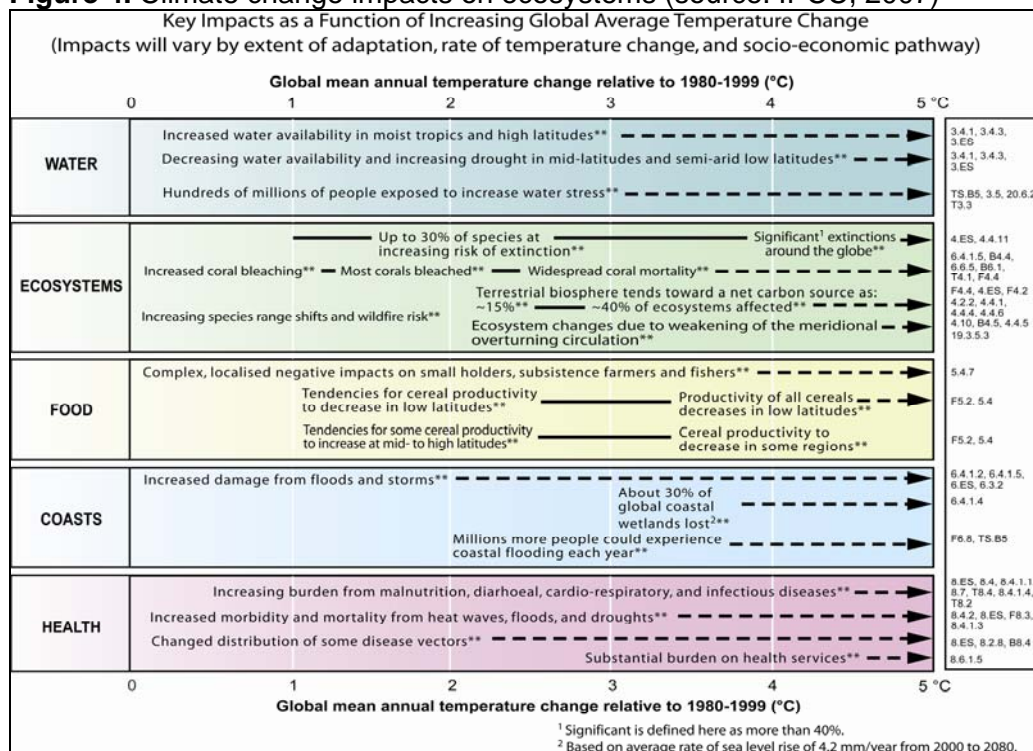 Figure 4. Climate change impacts on ecosystems (source: IPCC, 2007)
Key Impacts as a Function of Increasing Global Average Temperature Change
(Impacts will vary by extent of adaptation, rate of temperature change, and socio-economic pathway)
Global mean annual temperature change relative to 1980-1999 (°C)
0 1 2 3 4 5 °C
WATER
Increased water availability in moist tropics and high latitudes**
3.4.1, 3.4.3,
3.ES
Decreasing water availability and increasing drought in mid-latitudes and semi-arid low latitudes**
3.4.1, 3.4.3,
3.ES
Hundreds of millions of people exposed to increase water stress**
TS.B5, 3.5, 20.6.2
T3.3
ECOSYSTEMS
Up to 30% of species at
increasing risk of extinction**
Significant¹ extinctions
around the globe**
4.ES, 4.4.11
Increased coral bleaching** Most corals bleached** Widespread coral mortality**
6.4.1.5, B4.4,
6.6.5, B6.1,
T4.1, F4.4
Terrestrial biosphere tends toward a net carbon source as:
~15%** ~40% of ecosystems affected**
F4.4, 4.ES, F4.2
4.2.2, 4.4.1,
4.4.4, 4.4.6
Increasing species range shifts and wildfire risk**
Ecosystem changes due to weakening of the meridional
overturning circulation**
4.10, B4.5, 4.4.5
19.3.5.3
FOOD
Complex, localised negative impacts on small holders, subsistence farmers and fishers**
5.4.7
Tendencies for cereal productivity
to decrease in low latitudes**
Productivity of all cereals
decreases in low latitudes**
F5.2. 5.4
Tendencies for some cereal productivity
to increase at mid- to high latitudes**
Cereal productivity to
decrease in some regions**
F5.2, 5.4
COASTS
Increased damage from floods and storms**
6.4.1.2, 6.4.1.5,
6.ES, 6.3.2
About 30% of
global coastal
wetlands lost²**
6.4.1.4
Millions more people could experience
coastal flooding each year**
F6.8, TS.B5
HEALTH
Increasing burden from malnutrition, diarhoeal, cardio-respiratory, and infectious diseases**
8.ES, 8.4, 8.4.1.1
8.7, T8.4, 8.4.1.4,
T8.2
Increased morbidity and mortality from heat waves, floods, and droughts**
8.4.2, 8.ES, F8.3,
8.4.1.3
Changed distribution of some disease vectors**
8.ES, 8.2.8, B8.4
Substantial burden on health services**
8.6.1.5
0 1 2 3 4 5 °C
Global mean annual temperature change relative to 1980-1999 (°C)
¹ Significant is defined here as more than 40%.
² Based on average rate of sea level rise of 4.2 mm/year from 2000 to 2080.